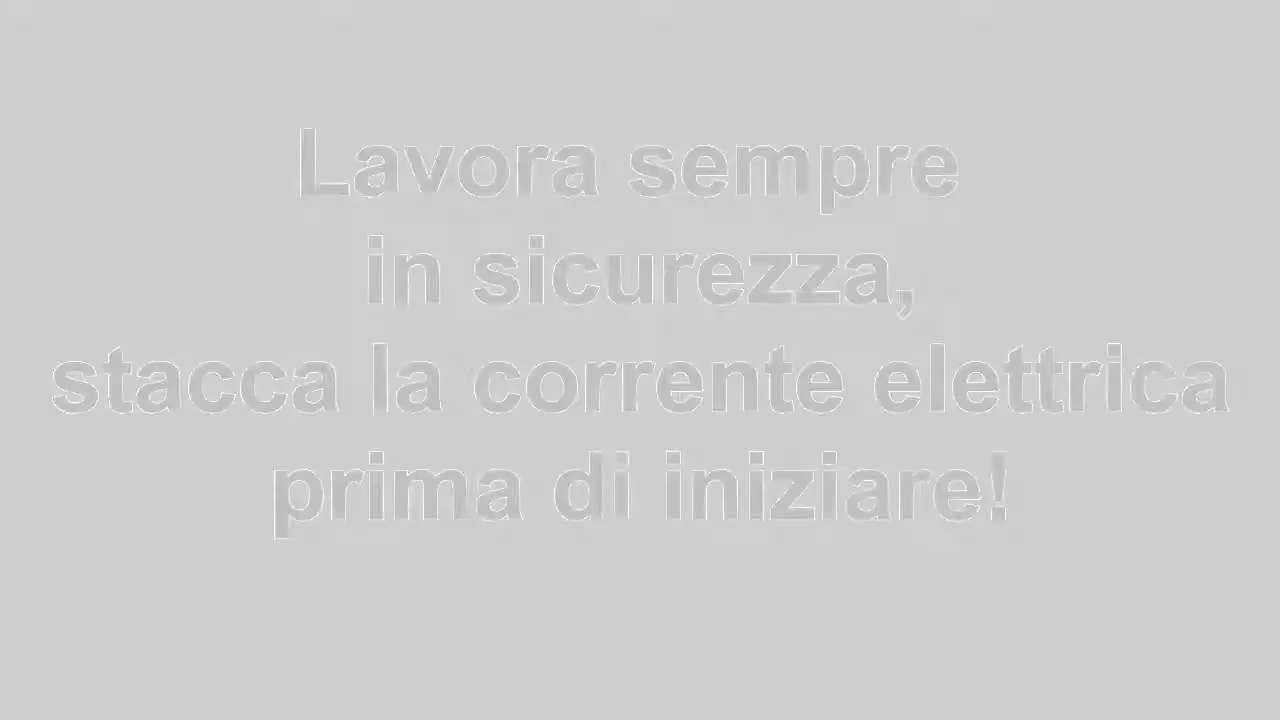 Lavora sempre
in sicurezza,
stacca la corrente elettrica
prima di iniziare!